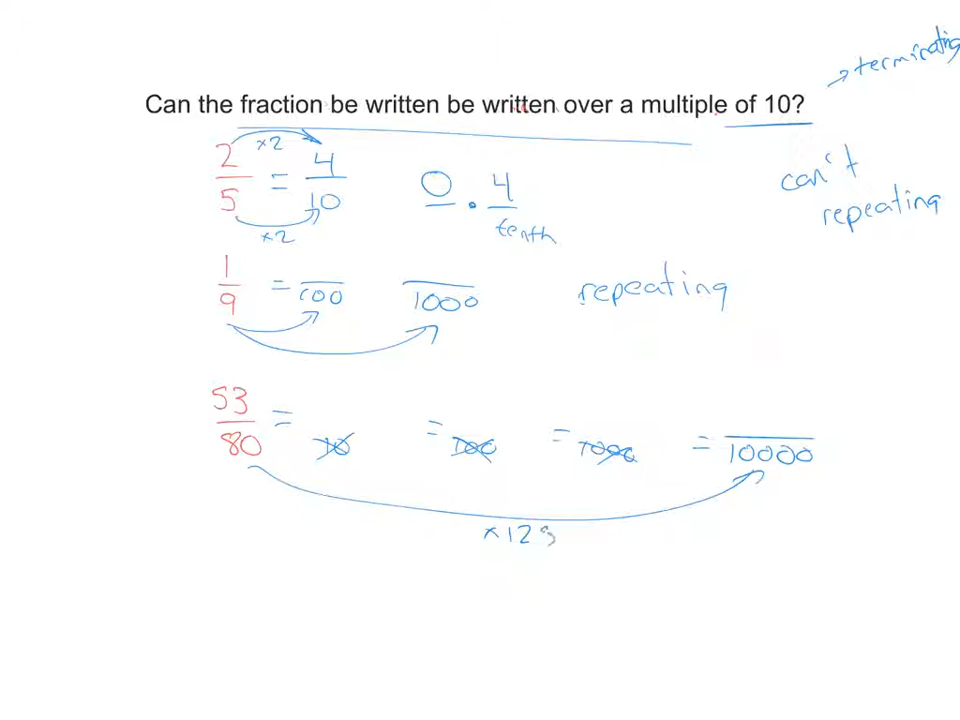 → terminating
Can the fraction be written be written over a multiple of 10?
×2
2/5 = 4/10 0.4
tenth
×2
can't
repeating
1/9 = /100 /1000 repeating
53/80 = /10 = /100 = /1000 = /10000
×12